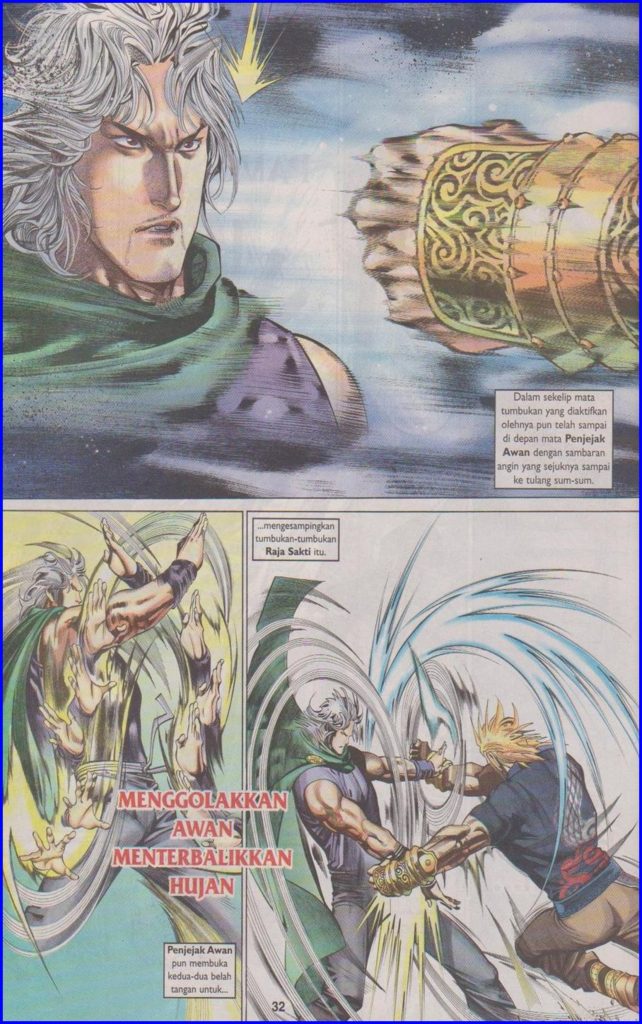 Dalam sekelip mata
tumbukan yang diaktifkan
olehnya pun telah sampai
di depan mata Penjejak
Awan dengan sambaran
angin yang sejuknya sampai
ke tulang sum-sum.
MENGGOLAKKAN
AWAN
MENTERBALIKKAN
HUJAN
Penjejak Awan
pun membuka
kedua-dua belah
tangan untuk...
...mengesampingkan
tumbukan-tumbukan
Raja Sakti itu.
32